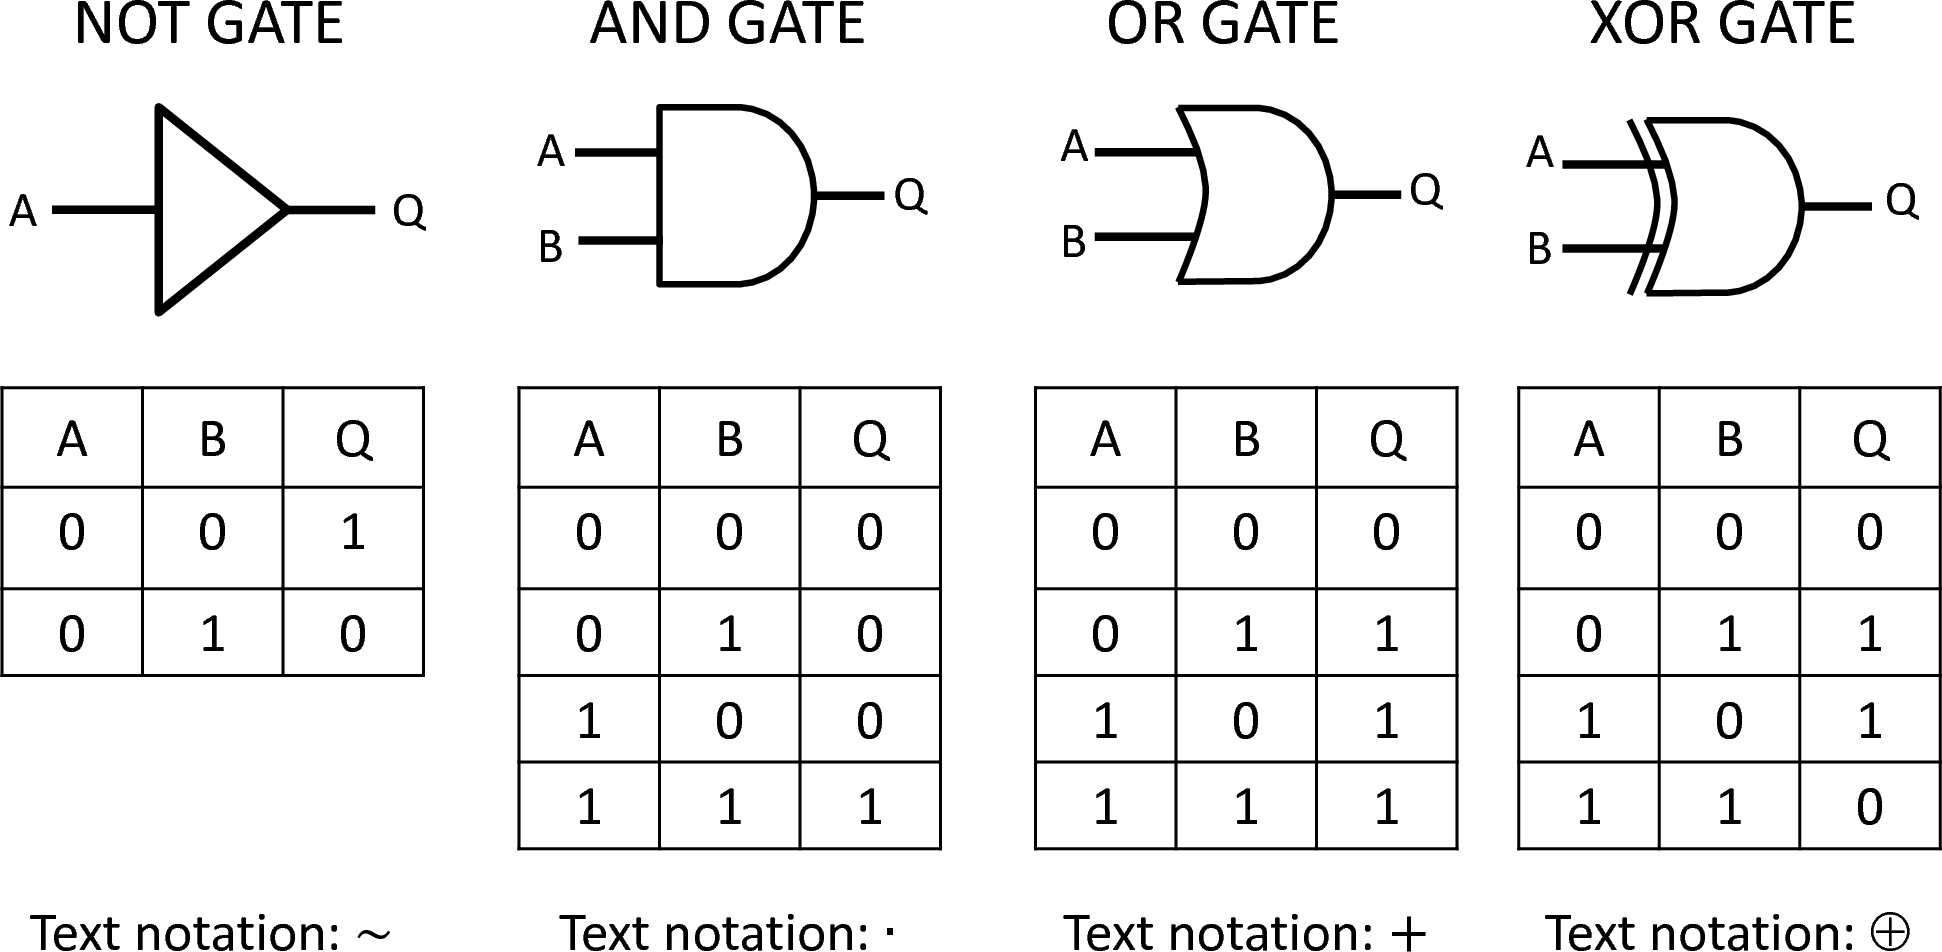 NOT GATE AND GATE OR GATE XOR GATE
A Q A B Q A B Q A B Q
A B Q A B Q A B Q A B Q
0 0 1 0 0 0 0 0 0 0 0 0
0 1 0 0 1 0 0 1 1 0 1 1
1 0 0 1 0 1 1 0 1
1 1 1 1 1 1 1 1 0
Text notation: ~ Text notation: · Text notation: + Text notation: ⊕